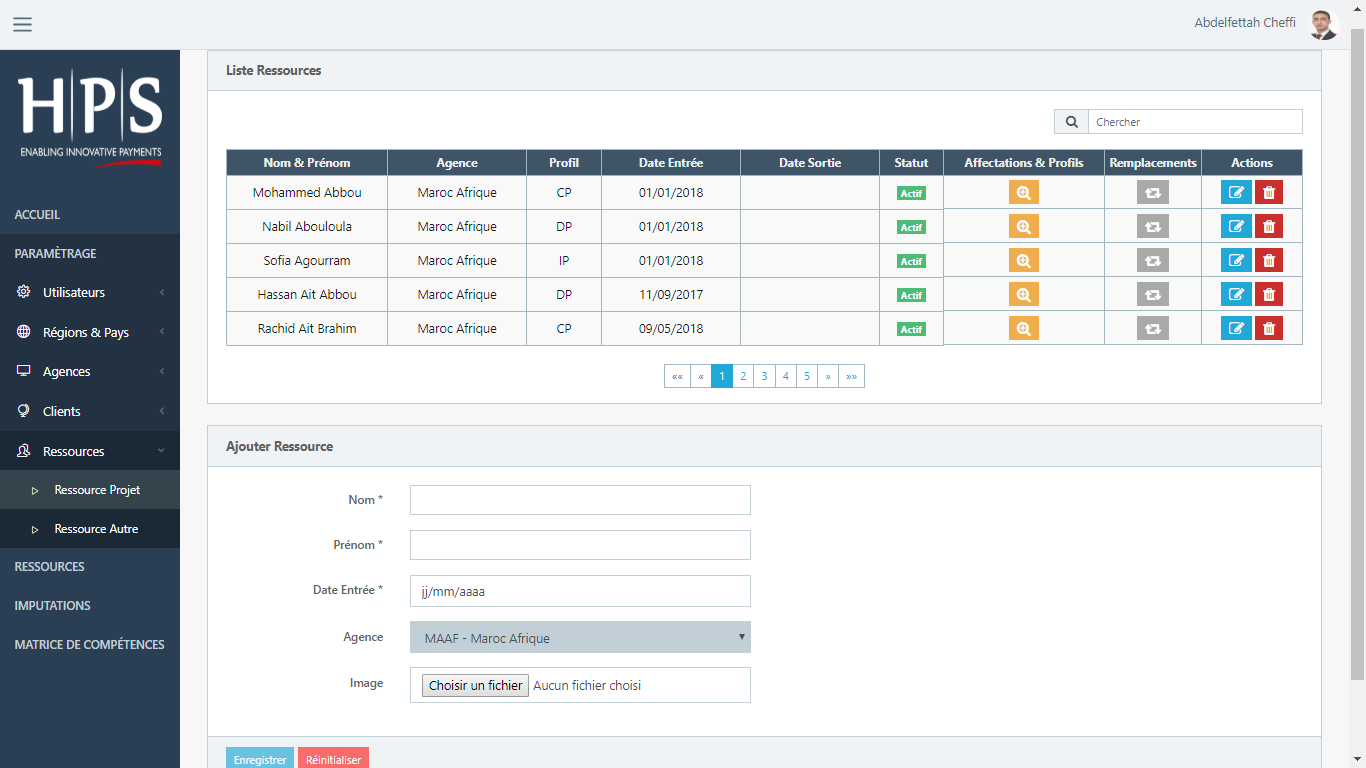 Abdelfettah Cheffi
HPS
ENABLING INNOVATIVE PAYMENTS
ACCUEIL
PARAMÈTRAGE
Utilisateurs
Régions & Pays
Agences
Clients
Ressources
Ressource Projet
Ressource Autre
RESSOURCES
IMPUTATIONS
MATRICE DE COMPÉTENCES
Liste Ressources
Chercher
Nom & Prénom Agence Profil Date Entrée Date Sortie Statut Affectations & Profils Remplacements Actions
Mohammed Abbou Maroc Afrique CP 01/01/2018 Actif
Nabil Abouloula Maroc Afrique DP 01/01/2018 Actif
Sofia Agourram Maroc Afrique IP 01/01/2018 Actif
Hassan Ait Abbou Maroc Afrique DP 11/09/2017 Actif
Rachid Ait Brahim Maroc Afrique CP 09/05/2018 Actif
«« « 1 2 3 4 5 » »»
Ajouter Ressource
Nom *
Prénom *
Date Entrée * jj/mm/aaaa
Agence MAAF - Maroc Afrique
Image Choisir un fichier Aucun fichier choisi
Enregistrer Réinitialiser